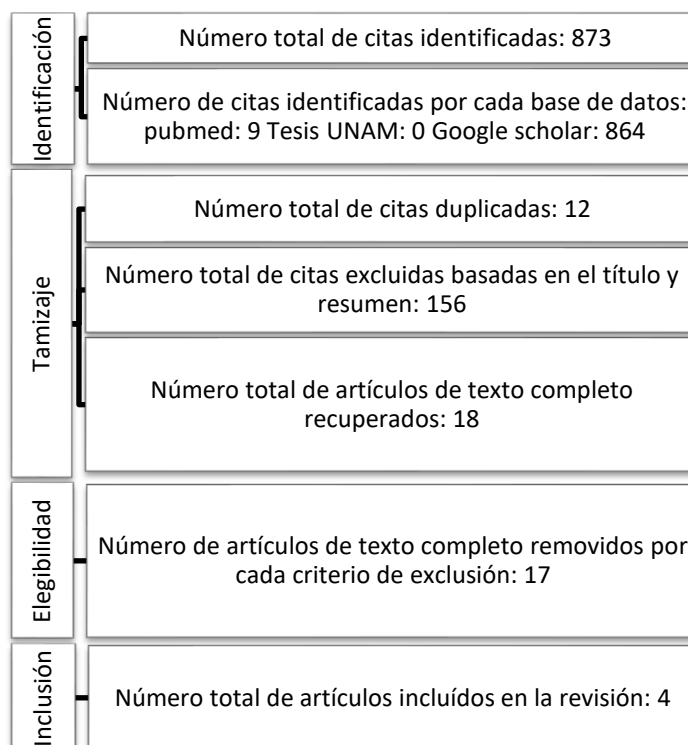 Identificación
Número total de citas identificadas: 873
Número de citas identificadas por cada base de datos:
pubmed: 9 Tesis UNAM: 0 Google scholar: 864
Tamizaje
Número total de citas duplicadas: 12
Número total de citas excluidas basadas en el título y
resumen: 156
Número total de artículos de texto completo
recuperados: 18
Elegibilidad
Número de artículos de texto completo removidos por
cada criterio de exclusión: 17
Inclusión
Número total de artículos incluídos en la revisión: 4